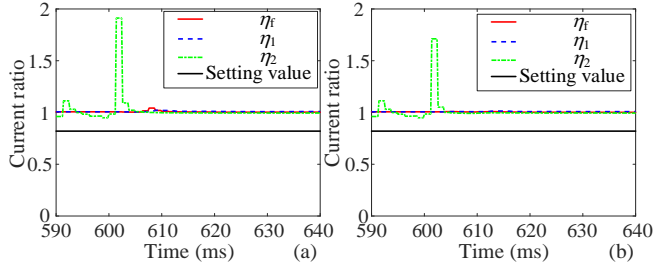 2
1.5
1
0.5
0
Current ratio
590 600 610 620 630 640
Time (ms)
(a)
ηf
η1
η2
Setting value
2
1.5
1
0.5
0
Current ratio
590 600 610 620 630 640
Time (ms)
(b)
ηf
η1
η2
Setting value